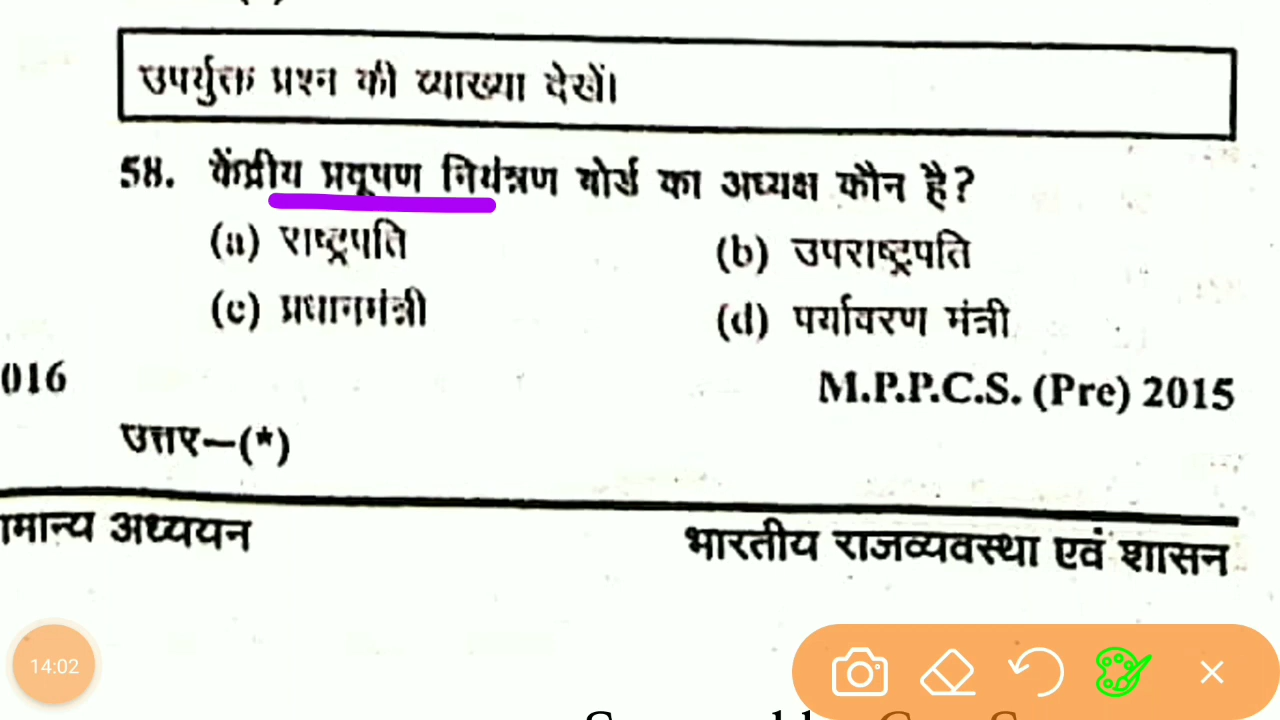 उपर्युक्त प्रश्न की व्याख्या देखें।
58. केंद्रीय प्रदूषण नियंत्रण बोर्ड का अध्यक्ष कौन है?
(a) राष्ट्रपति (b) उपराष्ट्रपति
(c) प्रधानमंत्री (d) पर्यावरण मंत्री
016 M.P.P.C.S. (Pre) 2015
उत्तर—(*)
ामान्य अध्ययन भारतीय राजव्यवस्था एवं शासन
14:02